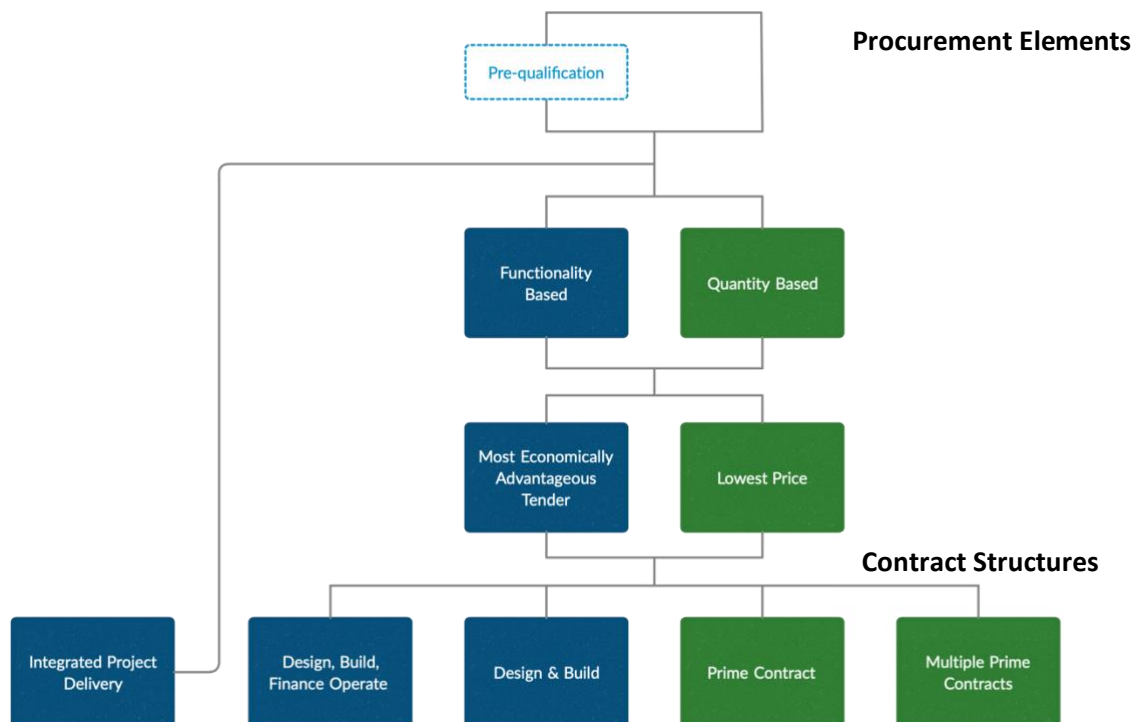 Procurement Elements
Pre-qualification
Functionality
Based
Quantity Based
Most Economically
Advantageous
Tender
Lowest Price
Contract Structures
Integrated Project
Delivery
Design, Build,
Finance Operate
Design & Build
Prime Contract
Multiple Prime
Contracts